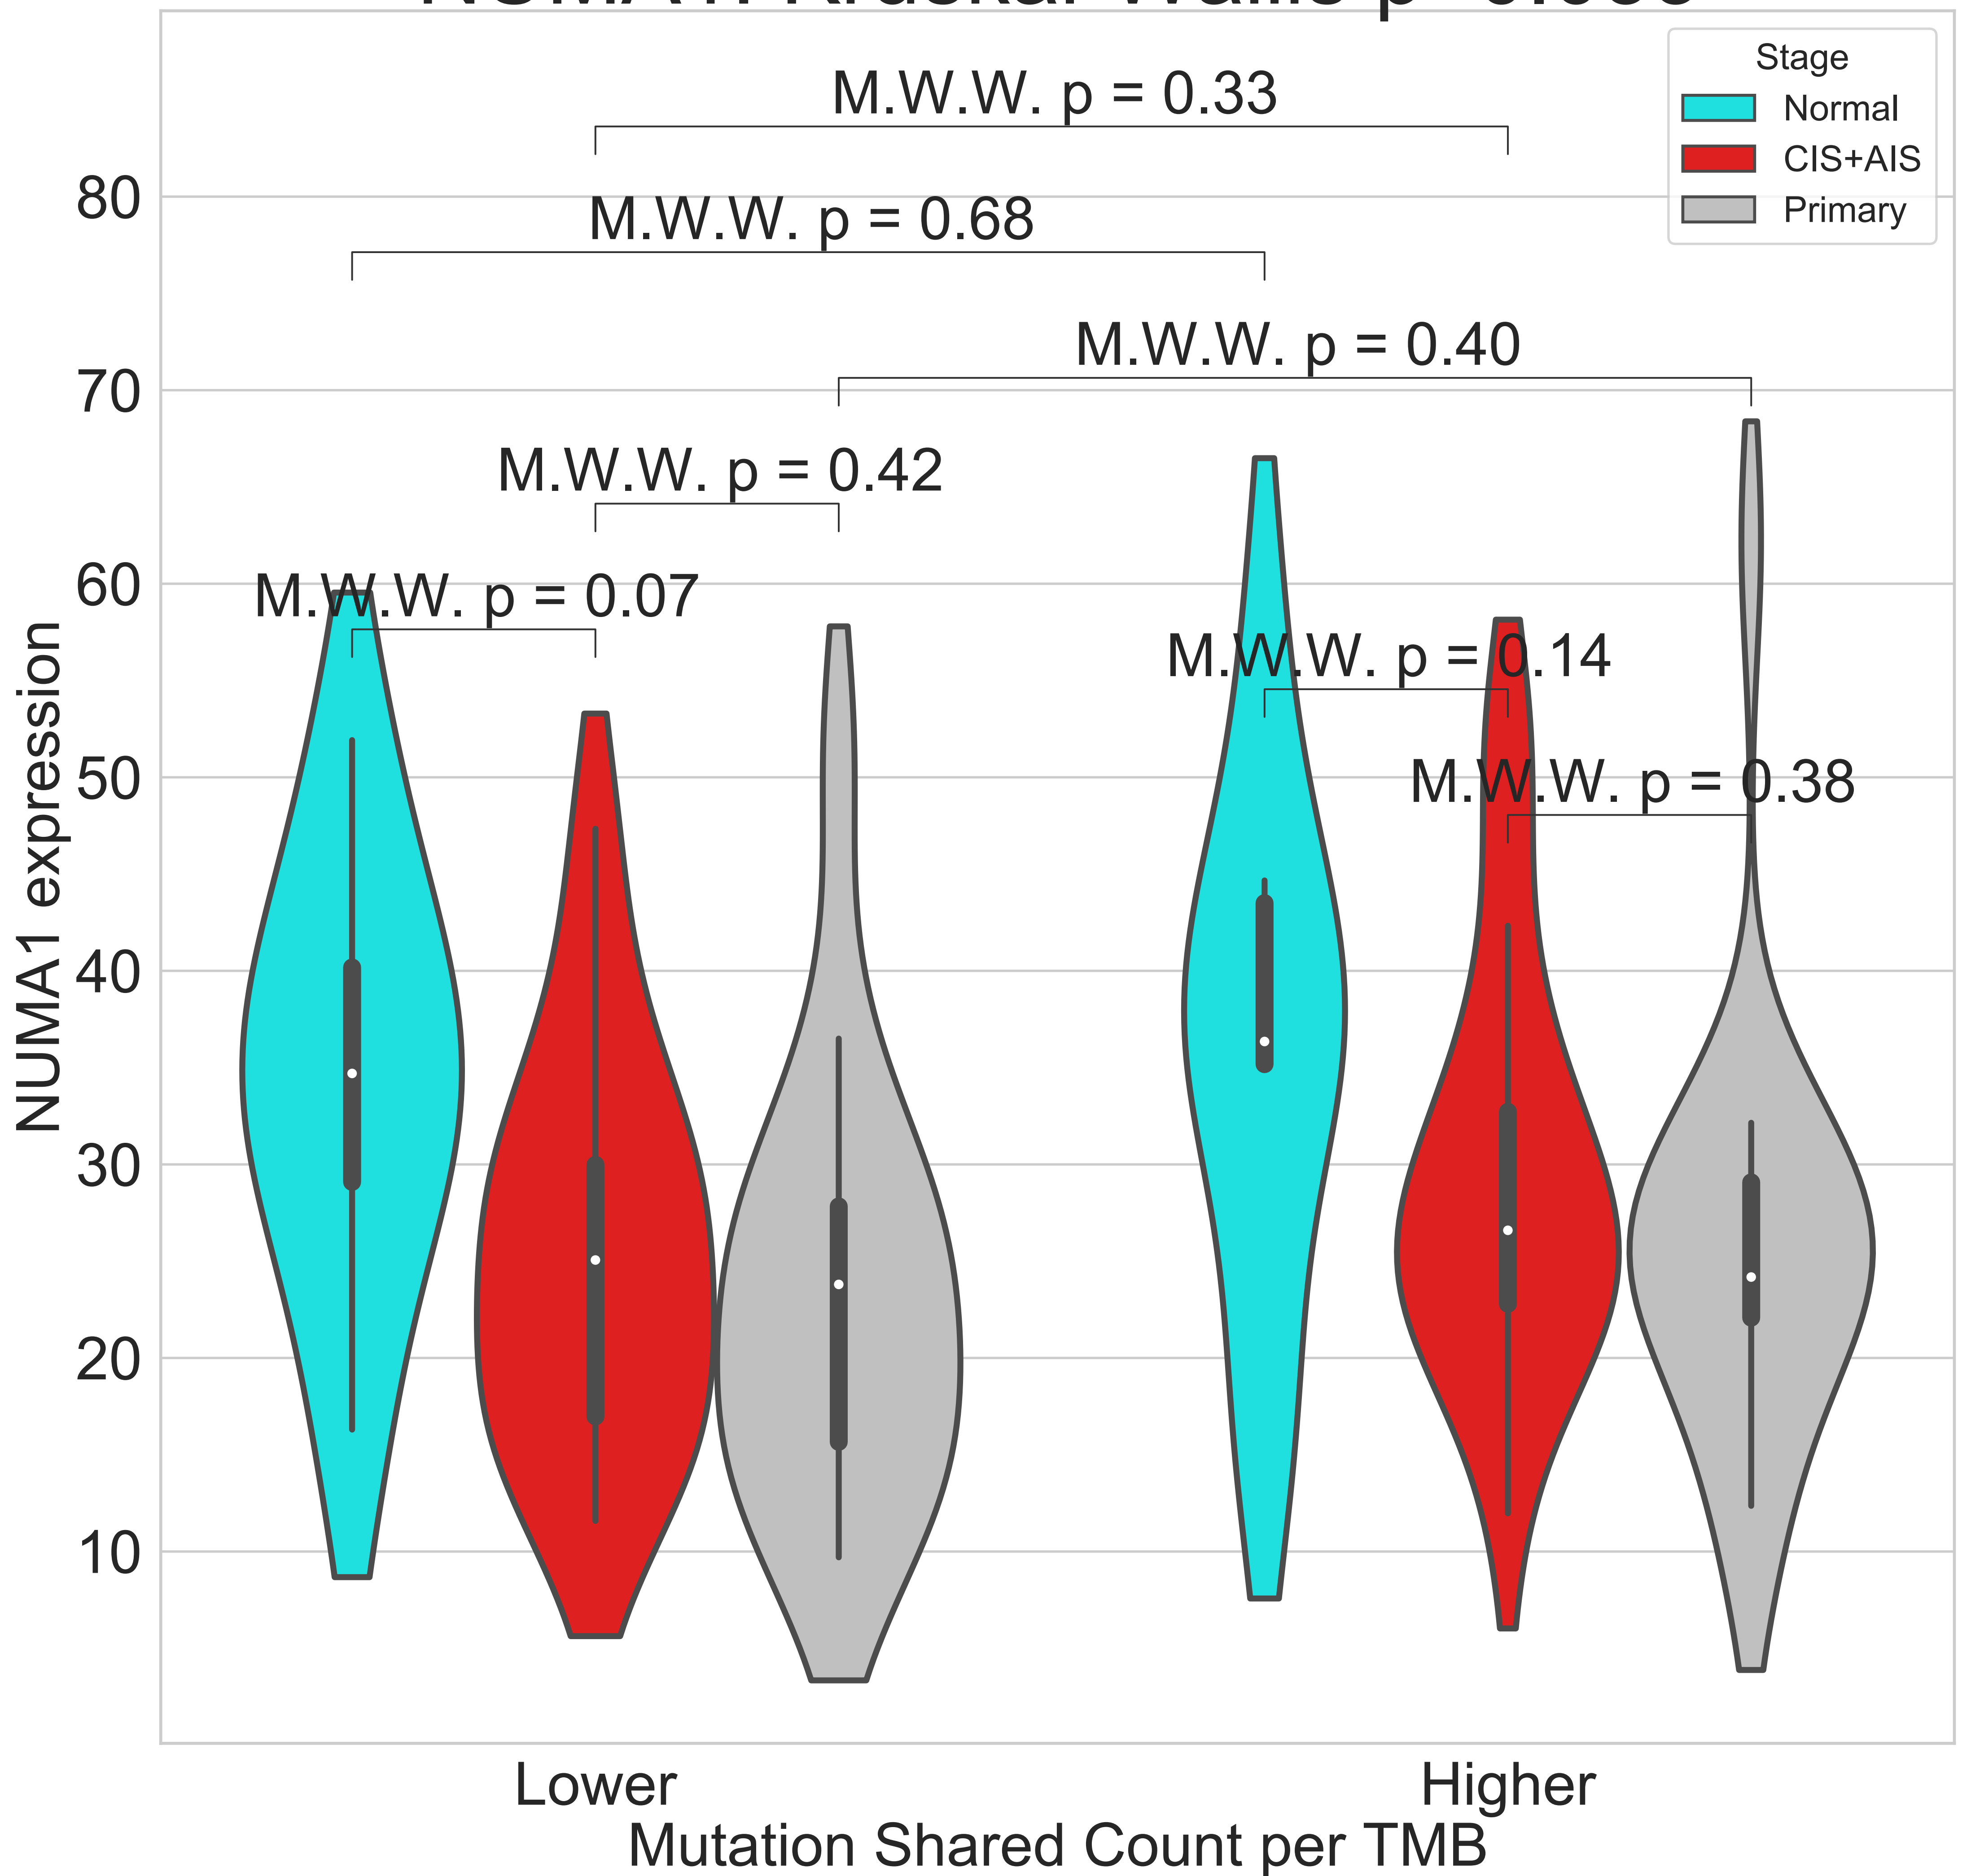 Stage
Normal
CIS+AIS
Primary
M.W.W. p = 0.33
M.W.W. p = 0.68
M.W.W. p = 0.40
M.W.W. p = 0.42
M.W.W. p = 0.07
M.W.W. p = 0.14
M.W.W. p = 0.38
80
70
60
50
40
30
20
10
NUMA1 expression
Lower
Higher
Mutation Shared Count per TMB